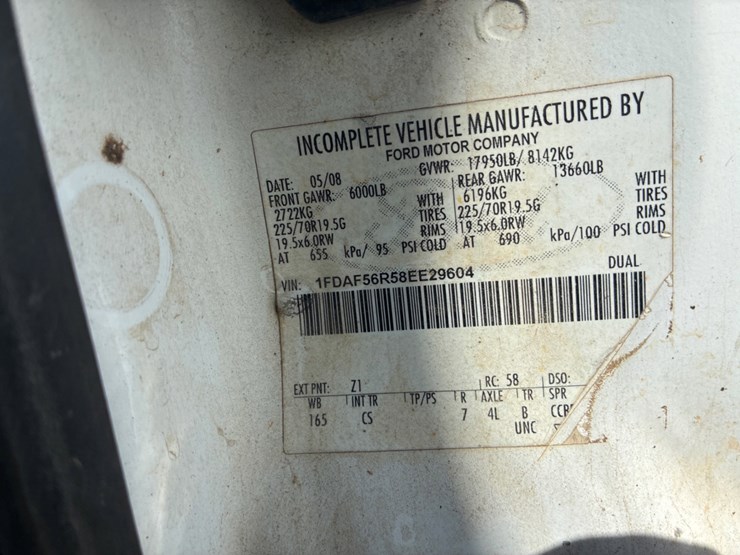 INCOMPLETE VEHICLE MANUFACTURED BY
FORD MOTOR COMPANY
DATE: 05/08 GVWR: 17950LB/ 8142KG
FRONT GAWR: 6000LB REAR GAWR: 13660LB
2722KG WITH 6196KG WITH
225/70R19.5G TIRES 225/70R19.5G TIRES
19.5x6.0RW RIMS 19.5x6.0RW RIMS
AT 655 kPa/ 95 PSI COLD AT 690 kPa/100 PSI COLD
VIN: 1FDAF56R58EE29604 DUAL
EXT PNT: Z1 RC: 58 DSO:
WB INT TR TP/PS R AXLE TR SPR
165 CS 7 4L B
UNC